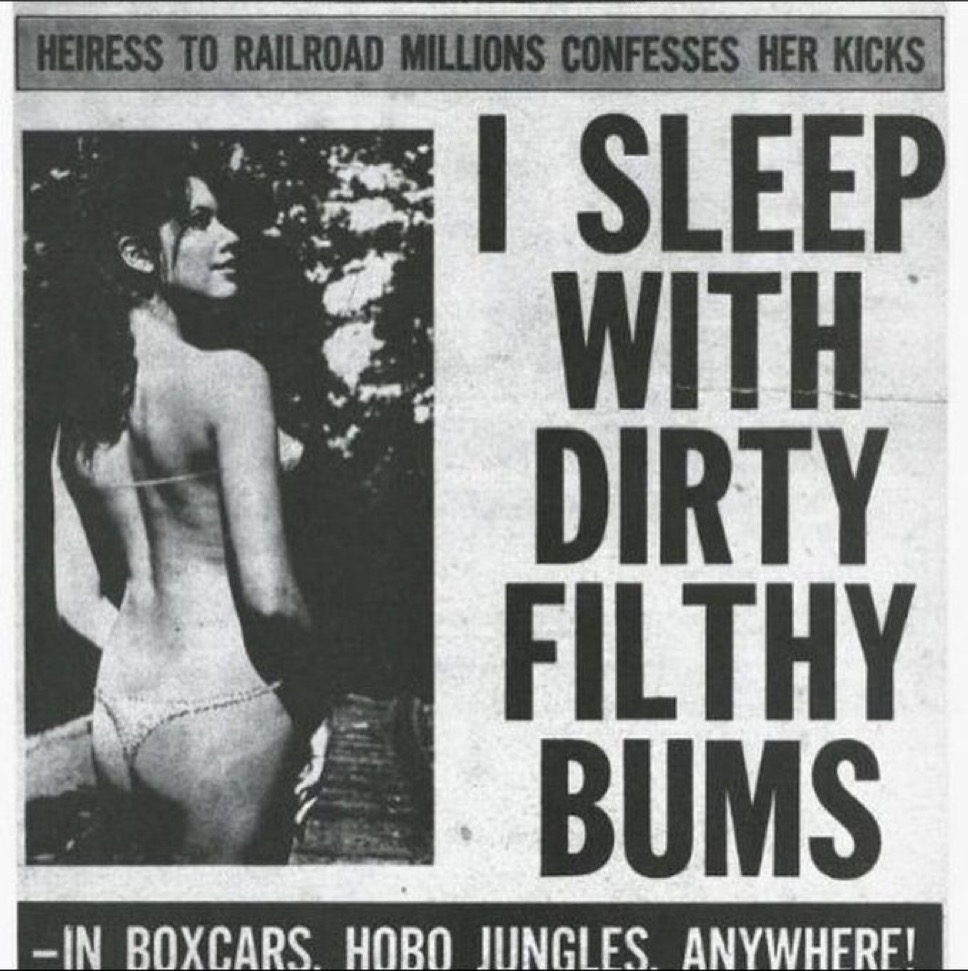 HEIRESS TO RAILROAD MILLIONS CONFESSES HER KICKS
I SLEEP
WITH
DIRTY
FILTHY
BUMS
–IN BOXCARS, HOBO JUNGLES, ANYWHERE!